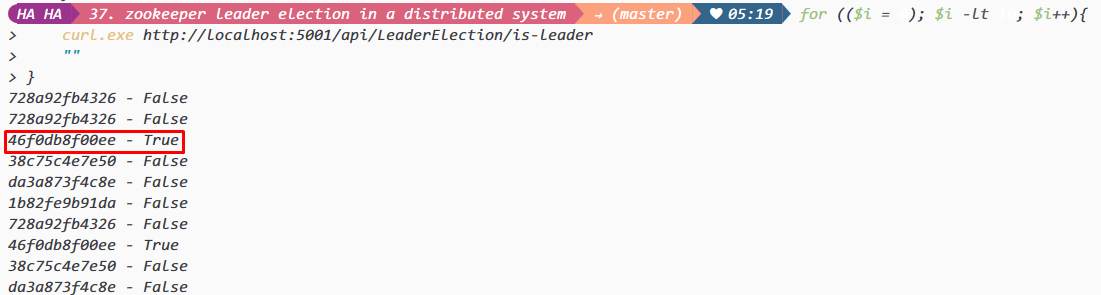 HA HA 37. zookeeper leader election in a distributed system → (master) ♥ 05:19 for (($i = ); $i -lt ; $i++){
> curl.exe http://localhost:5001/api/LeaderElection/is-leader
> ""
> }
728a92fb4326 - False
728a92fb4326 - False
46f0db8f00ee - True
38c75c4e7e50 - False
da3a873f4c8e - False
1b82fe9b91da - False
728a92fb4326 - False
46f0db8f00ee - True
38c75c4e7e50 - False
da3a873f4c8e - False